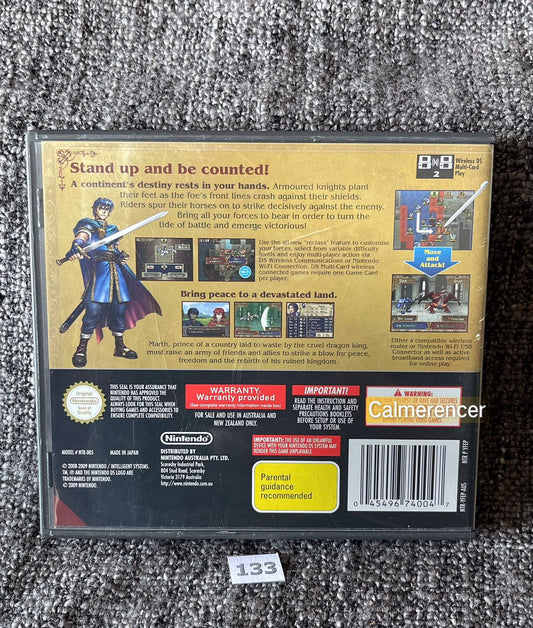 Stand up and be counted!
A continent's destiny rests in your hands. Armoured knights plant
their feet as the foe's front lines crash against their shields.
Riders spur their horses on to strike decisively against the enemy.
Bring all your forces to bear in order to turn the
tide of battle and emerge victorious!
2
Wireless DS
Multi-Card
Play
Use the all new "reclass" feature to customise
your forces, select from variable difficulty
levels and enjoy multi-player action via
DS Wireless Communications or Nintendo
Wi-Fi Connection. DS Multi-Card wireless
connected games require one Game Card
per player.
Move and
Attack!
Bring peace to a devastated land.
Marth, prince of a country laid to waste by the cruel dragon king,
must raise an army of friends and allies to strike a blow for peace,
freedom and the rebirth of his ruined kingdom.
Either a compatible wireless
router or Nintendo Wi-Fi USB
Connector as well as active
broadband access required for
online play.
Original
Nintendo
Seal of
Quality
THIS SEAL IS YOUR ASSURANCE THAT
NINTENDO HAS APPROVED THE
QUALITY OF THIS PRODUCT.
ALWAYS LOOK FOR THIS SEAL WHEN
BUYING GAMES AND ACCESSORIES TO
ENSURE COMPLETE COMPATIBILITY.
MODEL # NTR-005
MADE IN JAPAN
© 2008-2009 NINTENDO / INTELLIGENT SYSTEMS.
TM, ® AND THE NINTENDO DS LOGO ARE
TRADEMARKS OF NINTENDO.
© 2009 NINTENDO
WARRANTY:
Warranty provided
(See complete warranty information inside box)
FOR SALE AND USE IN AUSTRALIA AND
NEW ZEALAND ONLY.
Nintendo
DISTRIBUTED BY
NINTENDO AUSTRALIA PTY. LTD.
Scoresby Industrial Park,
804 Stud Road, Scoresby
Victoria 3179 Australia
http://www.nintendo.com.au
IMPORTANT!
READ THE INSTRUCTION AND
SEPARATE HEALTH AND SAFETY
PRECAUTIONS BOOKLETS
BEFORE SETUP OR USE OF
YOUR SYSTEM.
IMPORTANT: THE USE OF AN UNLAWFUL
DEVICE WITH YOUR NINTENDO DS SYSTEM MAY
RENDER THIS GAME UNPLAYABLE.
Parental
guidance
recommended
WARNING:
Calmerencer
VIDEO GAMES
NTR P YFEP
NTR-YFEP-AUS
0 45496 74004 7
133